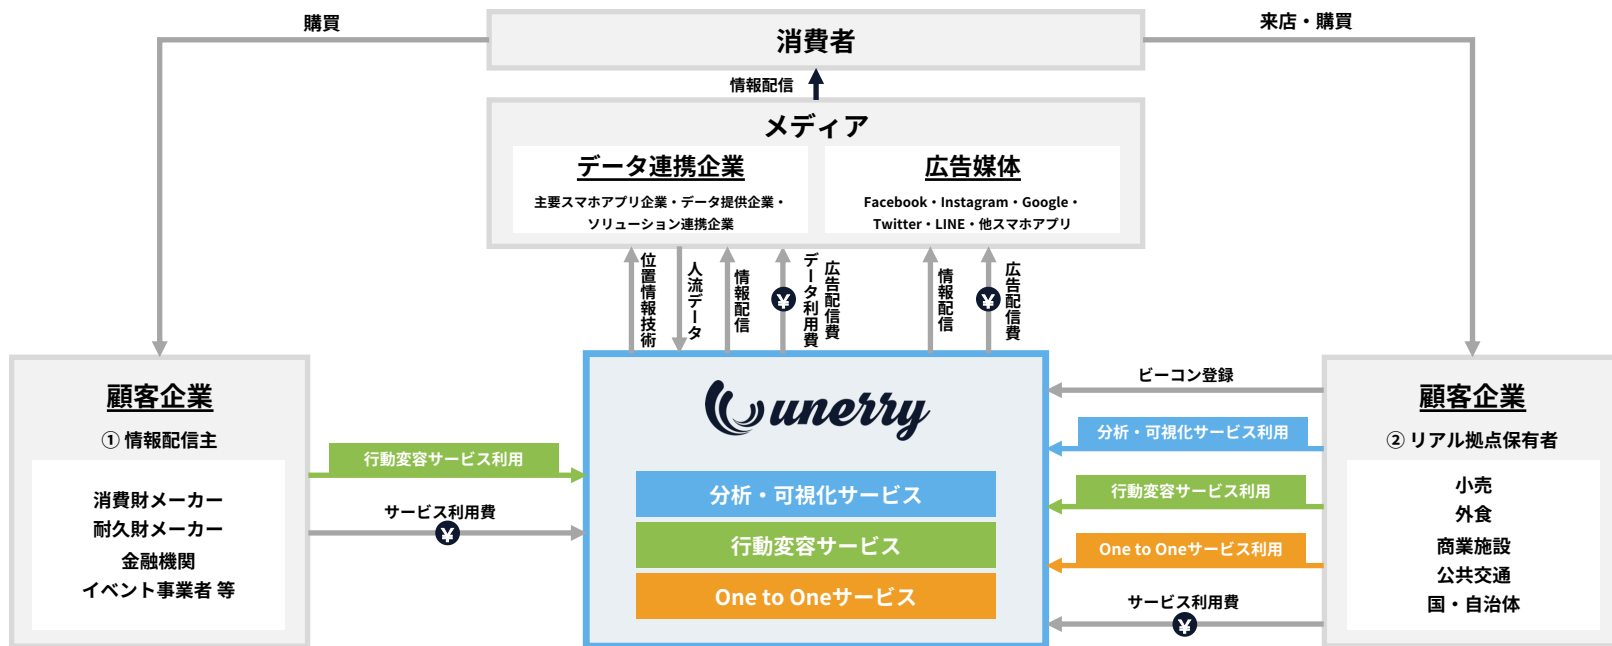 購買
来店・購買
消費者
情報配信
メディア
データ連携企業
主要スマホアプリ企業・データ提供企業・
ソリューション連携企業
広告媒体
Facebook・Instagram・Google・
Twitter・LINE・他スマホアプリ
位置情報技術
人流データ
情報配信
¥
データ利用費
広告配信費
情報配信
¥
広告配信費
顧客企業
① 情報配信主
消費財メーカー
耐久財メーカー
金融機関
イベント事業者 等
行動変容サービス利用
サービス利用費
¥
unerry
分析・可視化サービス
行動変容サービス
One to Oneサービス
ビーコン登録
分析・可視化サービス利用
行動変容サービス利用
One to Oneサービス利用
サービス利用費
¥
顧客企業
② リアル拠点保有者
小売
外食
商業施設
公共交通
国・自治体